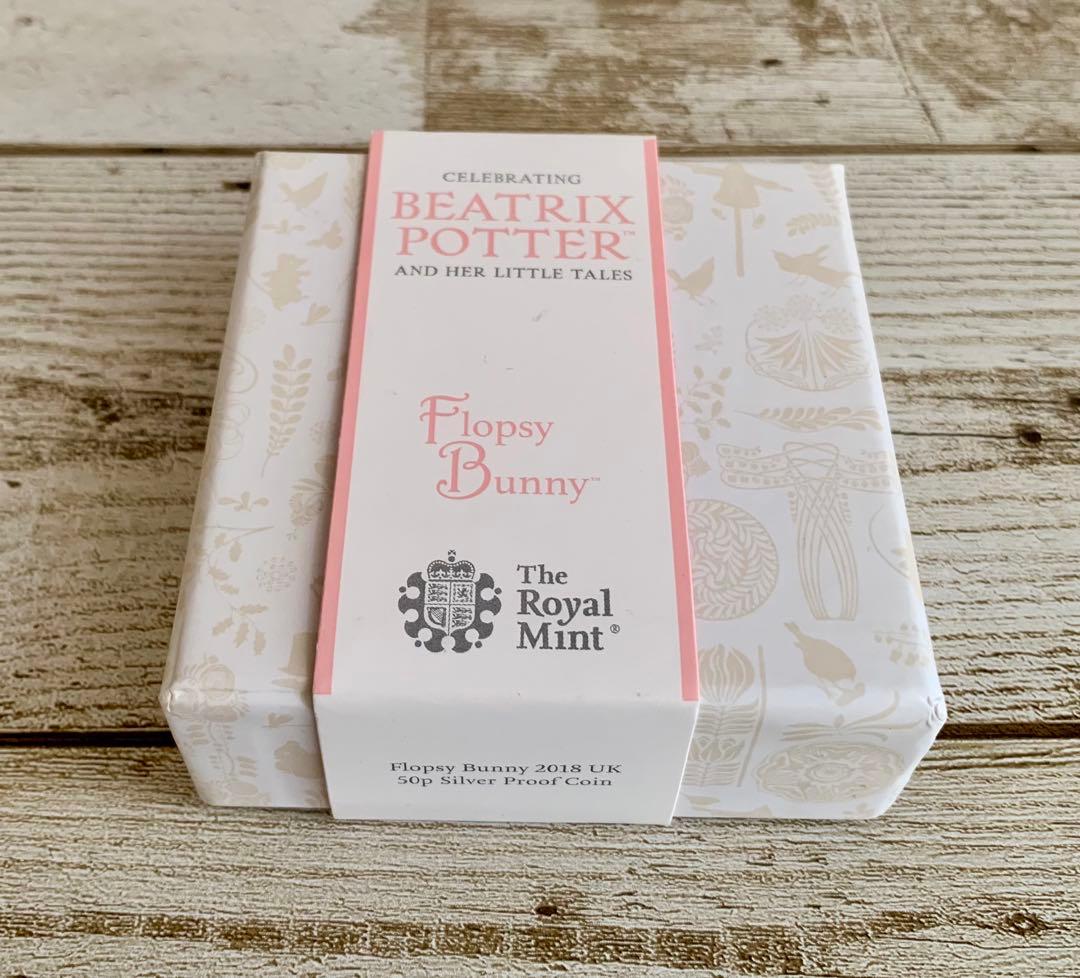 CELEBRATING
BEATRIX
POTTER™
AND HER LITTLE TALES
Flopsy
Bunny™
The
Royal
Mint®
Flopsy Bunny 2018 UK
50p Silver Proof Coin